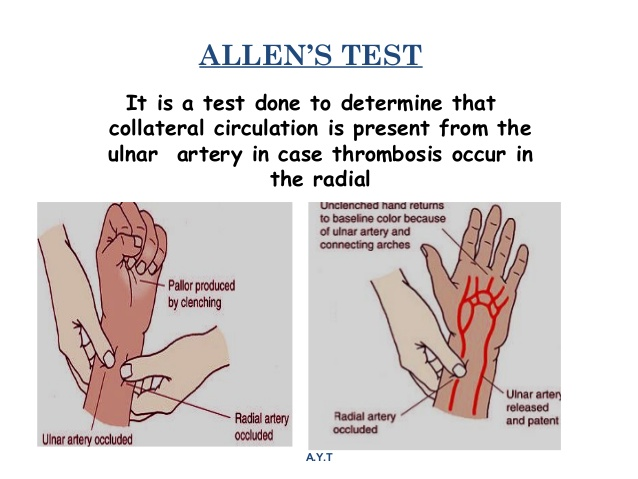 ALLEN’S TEST
It is a test done to determine that
collateral circulation is present from the
ulnar artery in case thrombosis occur in
the radial
Pallor produced
by clenching
Radial artery
occluded
Ulnar artery occluded
Unclenched hand returns
to baseline color because
of ulnar artery and
connecting arches
Radial artery
occluded
Ulnar artery
released
and patent
A.Y.T